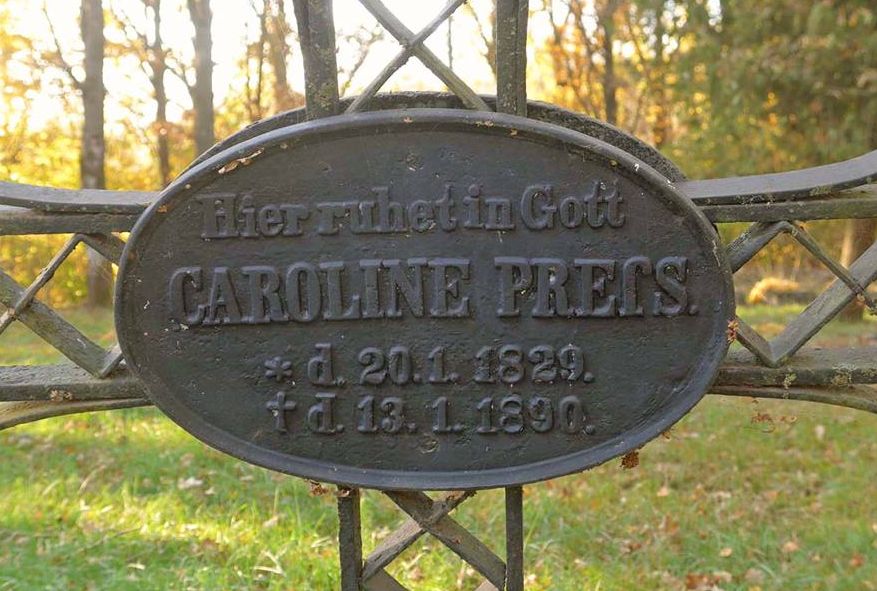 Hier ruhet in Gott
CAROLINE PREſS.
* d. 20. 1. 1829.
† d. 13. 1. 1890.